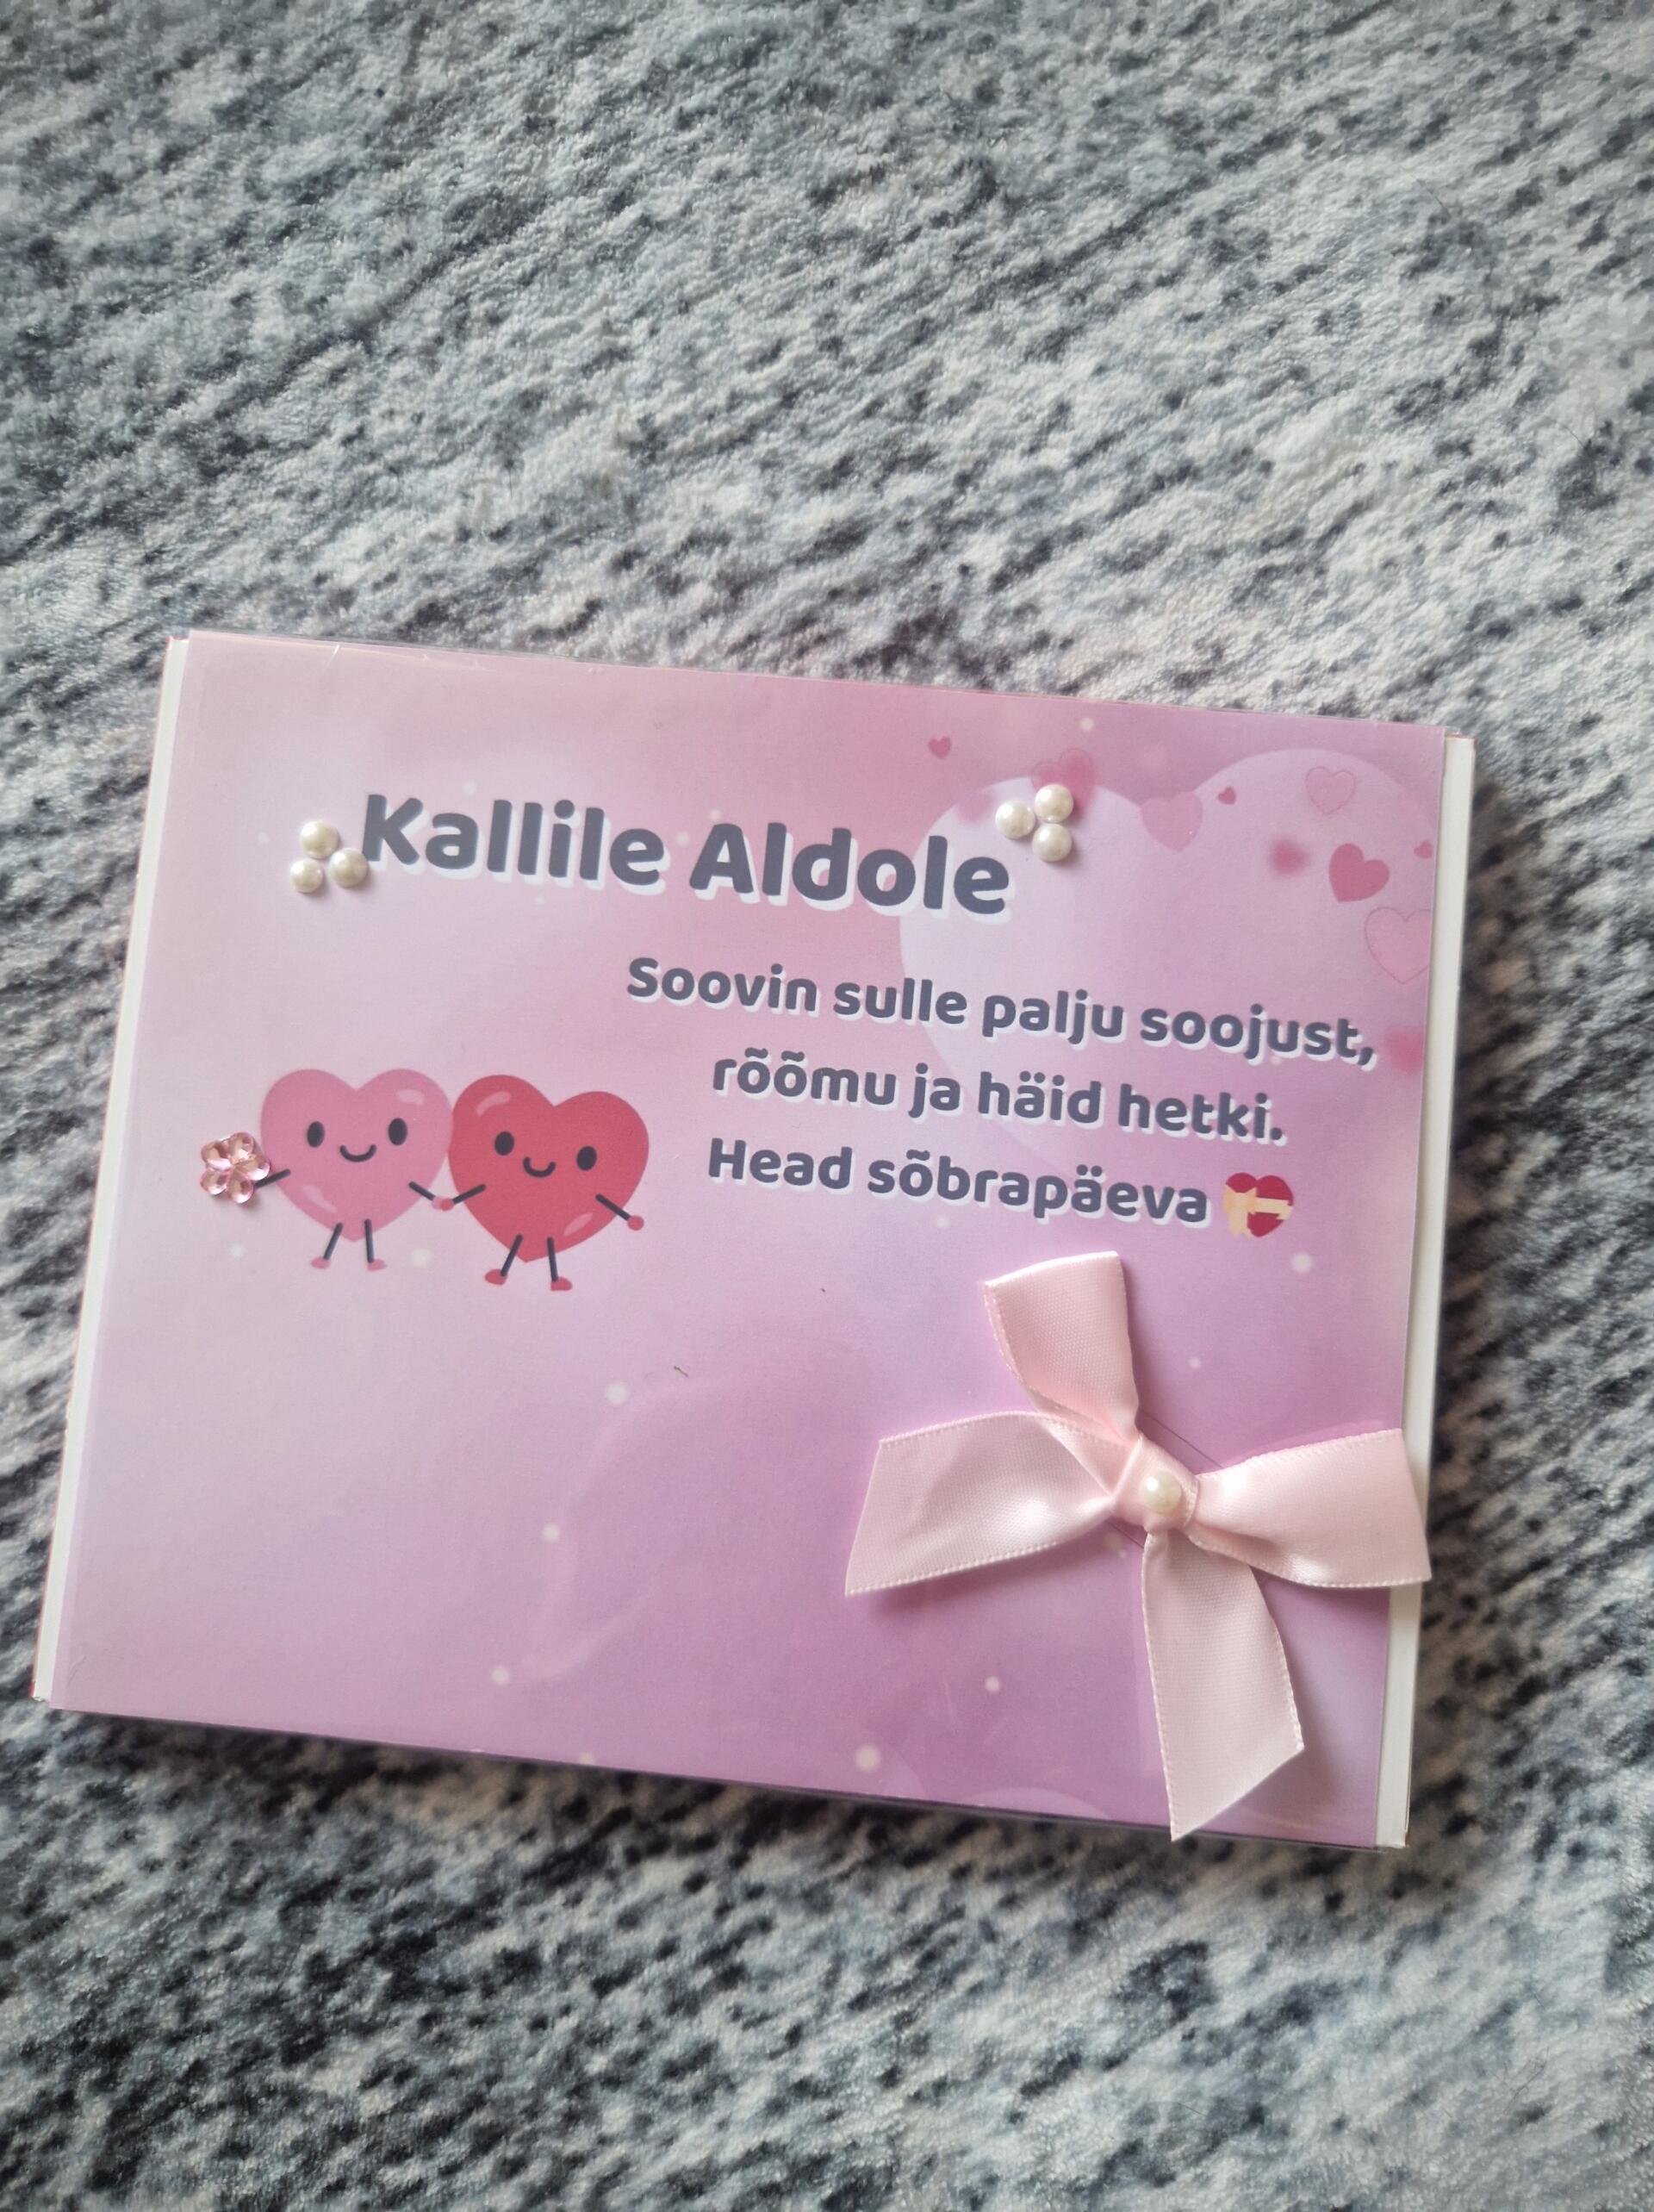 Kallile Aldole
Soovin sulle palju soojust,
rõõmu ja häid hetki.
Head sõbrapäeva 💝